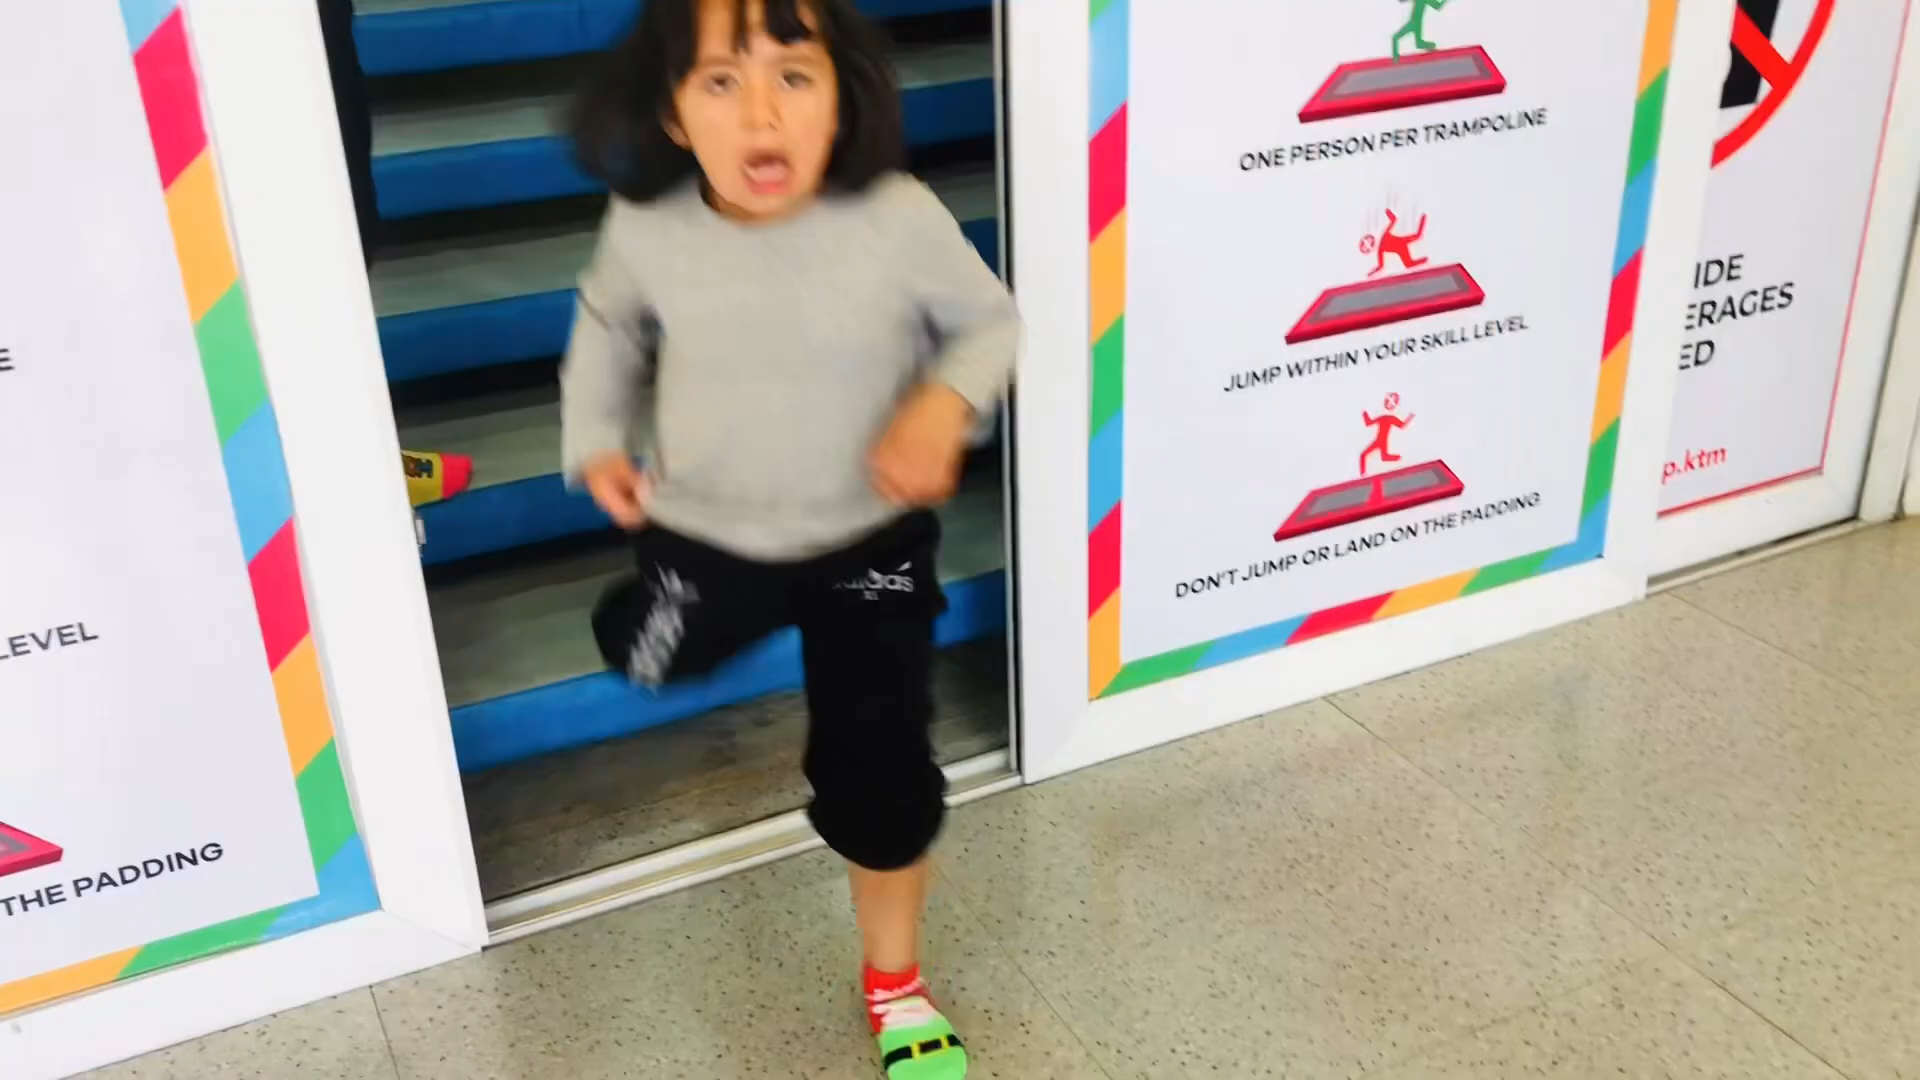 E
LEVEL
THE PADDING
adidas
ONE PERSON PER TRAMPOLINE
JUMP WITHIN YOUR SKILL LEVEL
DON'T JUMP OR LAND ON THE PADDING
IDE
ERAGES
ED
p.ktm